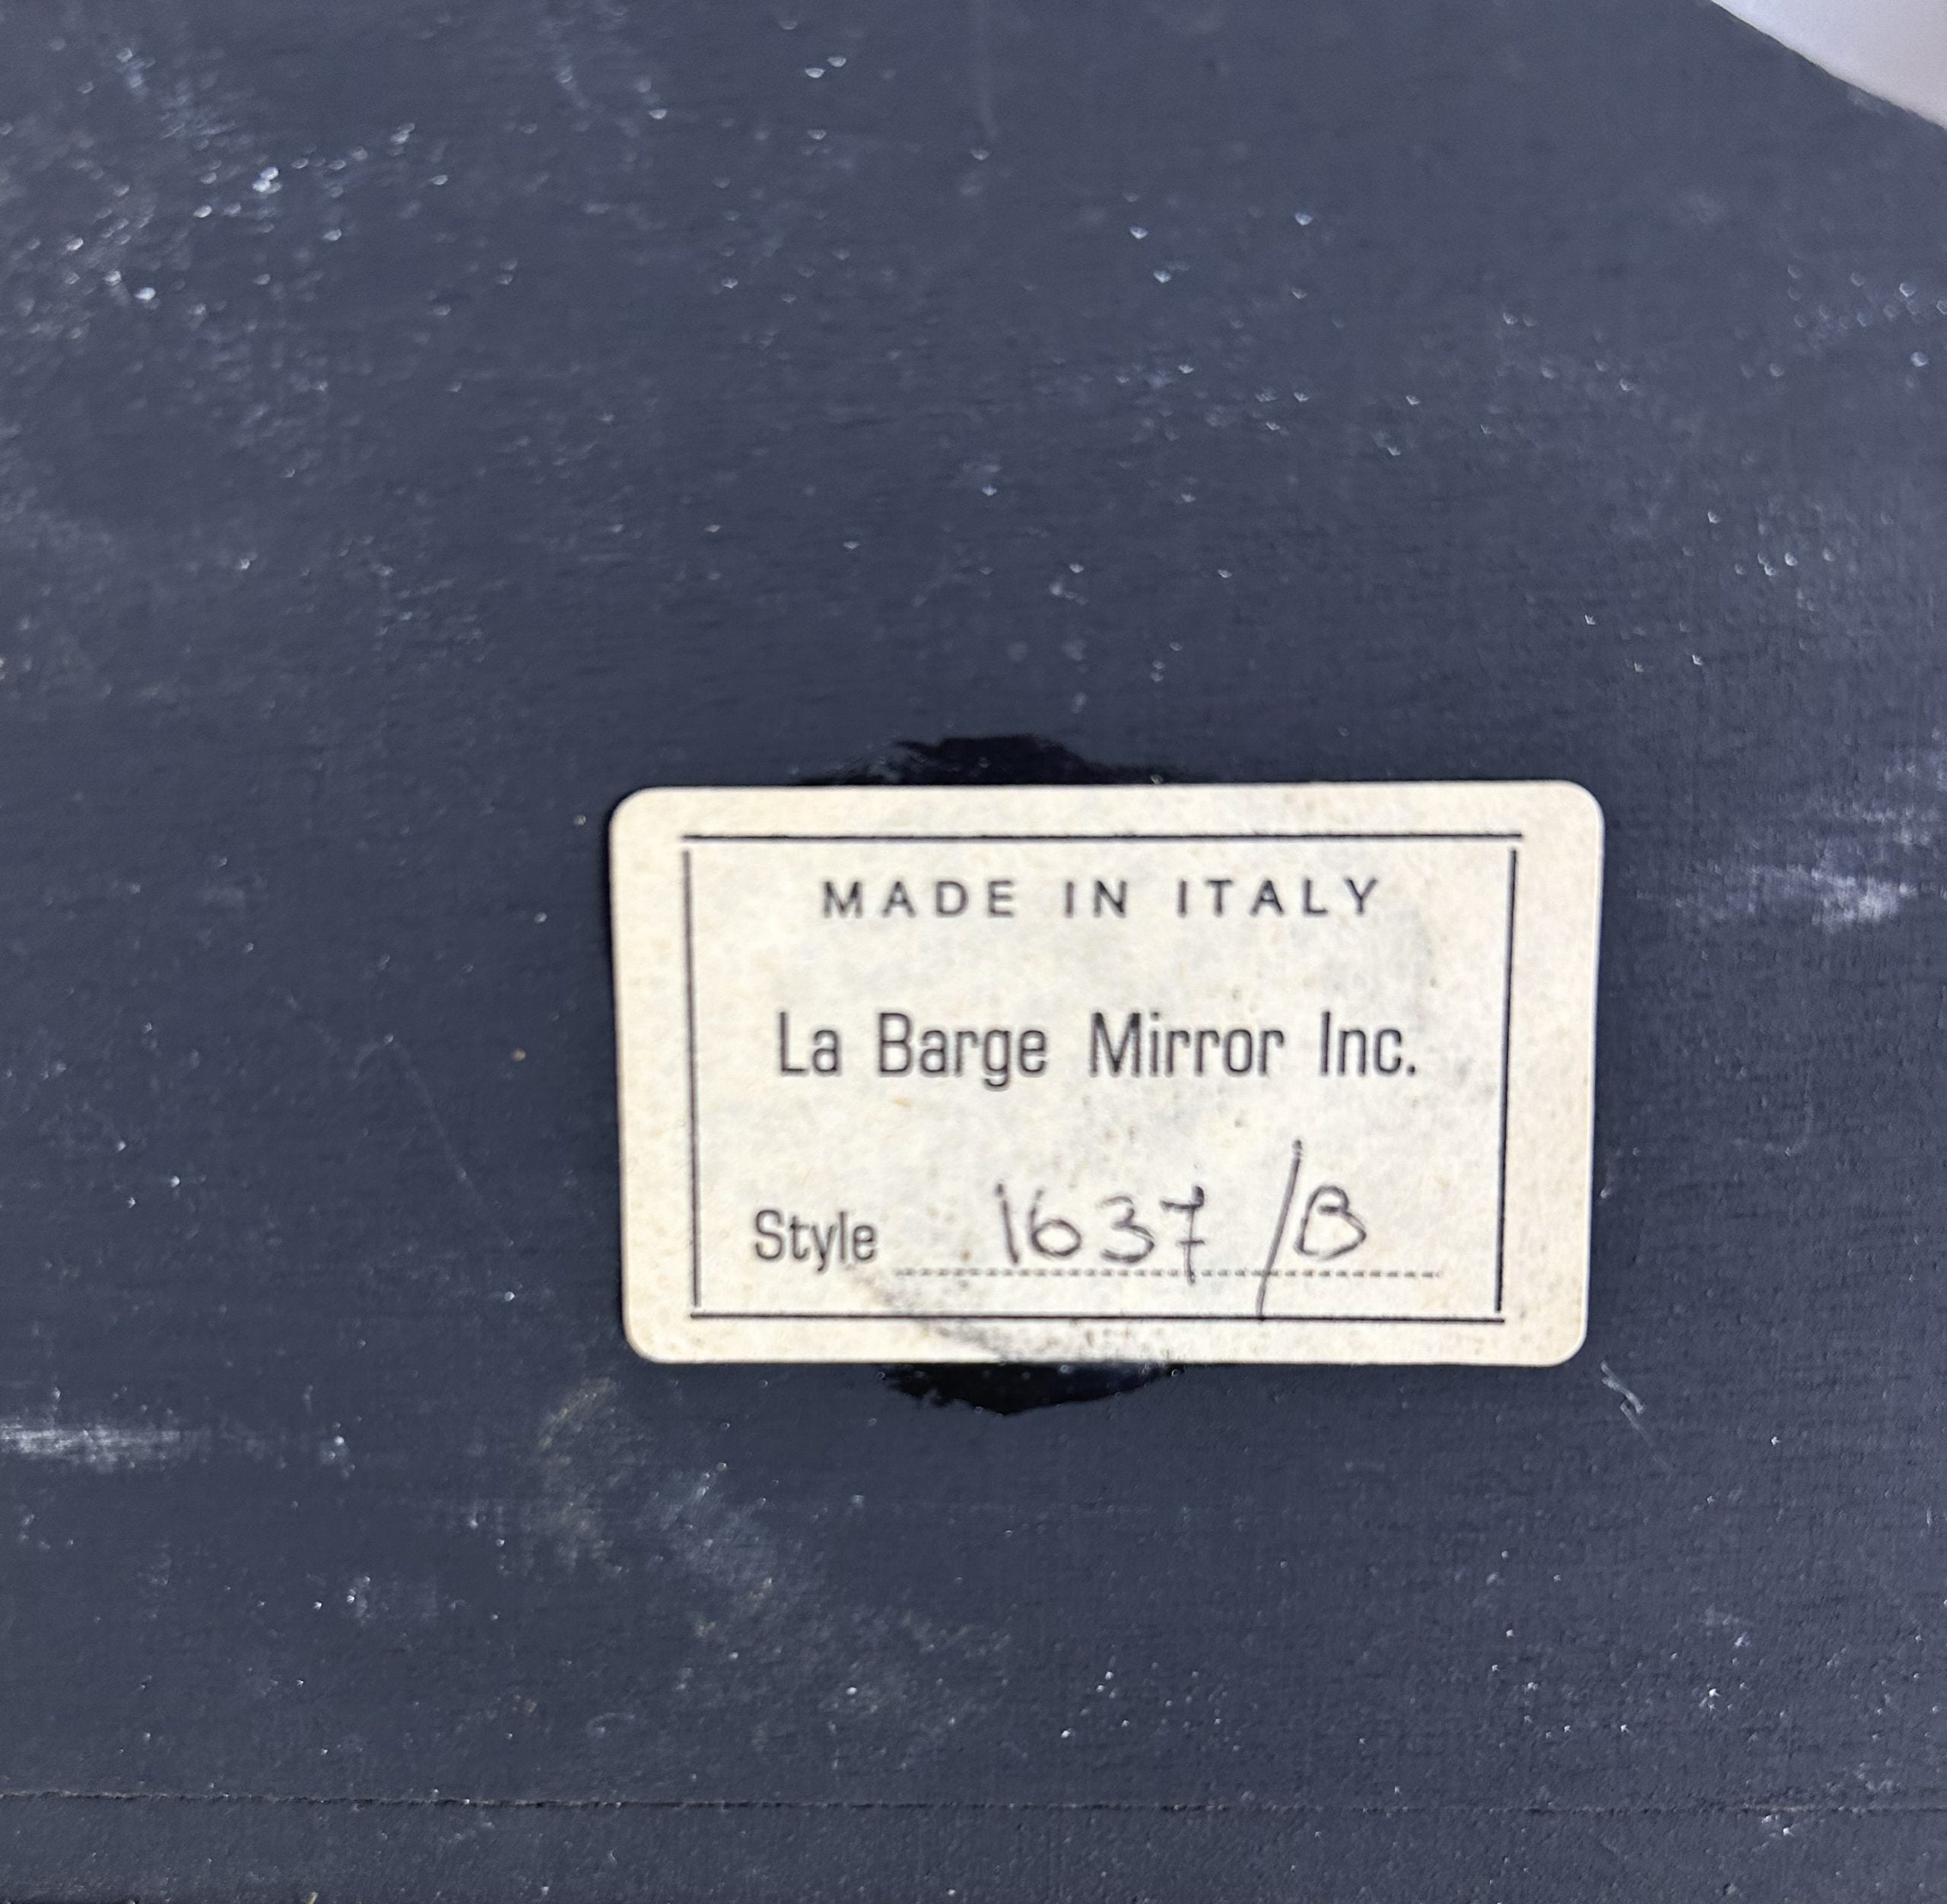 MADE IN ITALY
La Barge Mirror Inc.
Style 1637/B